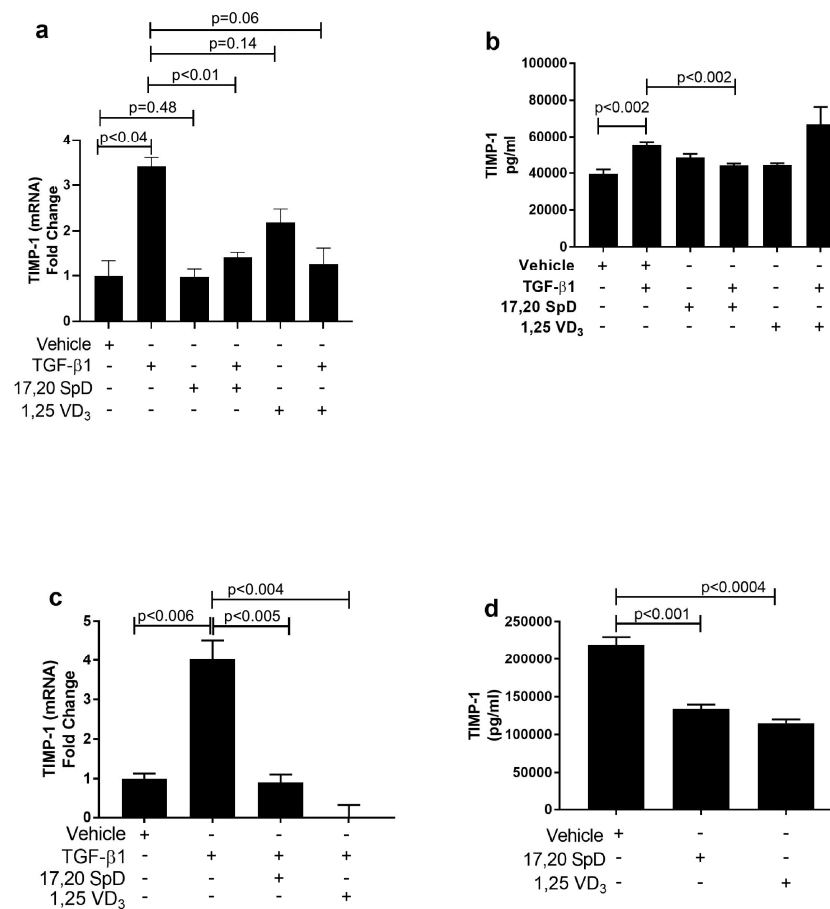 a
p=0.06
p=0.14
p<0.01
p=0.48
p<0.04
TIMP-1 (mRNA)
Fold Change
4
3
2
1
0
Vehicle + - - - - -
TGF-β1 - + - + - +
17,20 SpD - - + + - -
1,25 VD3 - - - - + +
b
p<0.002
p<0.002
TIMP-1
pg/ml
100000
80000
60000
40000
20000
0
Vehicle + + - - - -
TGF-β1 - + - + - +
17,20 SpD - - + + - -
1,25 VD3 - - - - + +
c
p<0.004
p<0.006 p<0.005
TIMP-1 (mRNA)
Fold Change
5
4
3
2
1
0
Vehicle + - - -
TGF-β1 - + + +
17,20 SpD - - + -
1,25 VD3 - - - +
d
p<0.0004
p<0.001
TIMP-1
(pg/ml)
250000
200000
150000
100000
50000
0
Vehicle + - -
17,20 SpD - + -
1,25 VD3 - - +